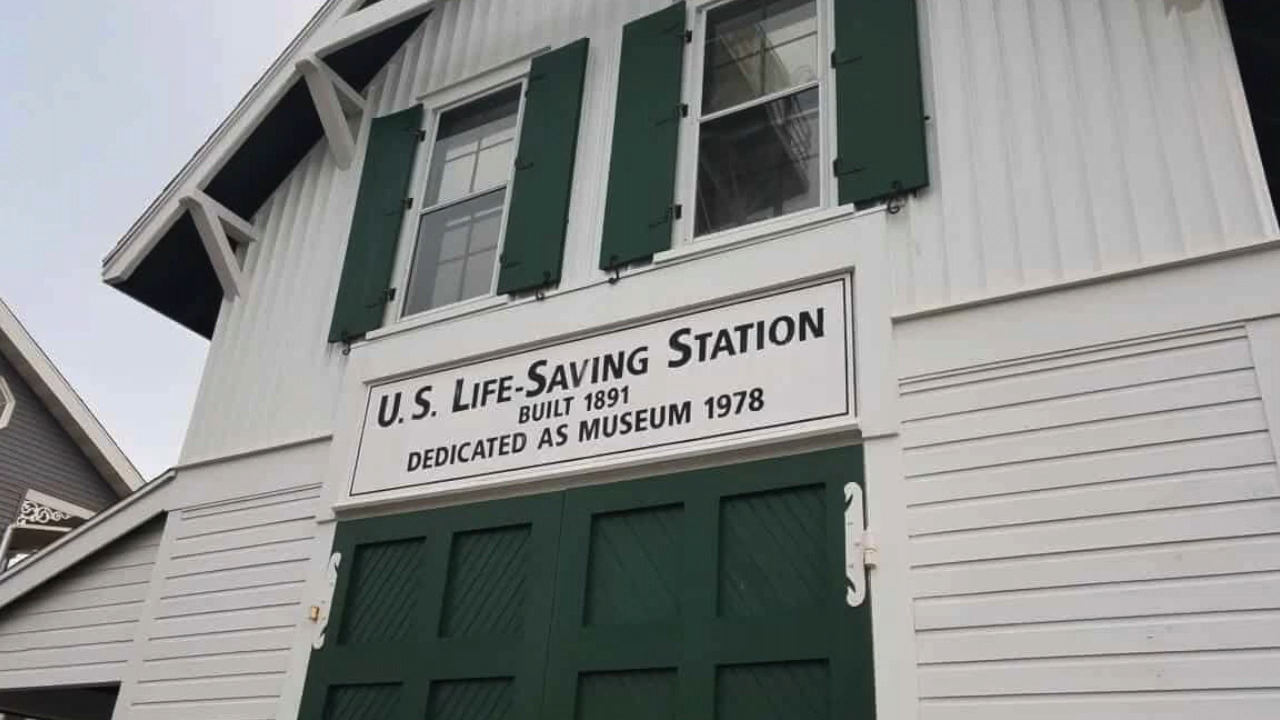 U.S. LIFE-SAVING STATION
BUILT 1891
DEDICATED AS MUSEUM 1978